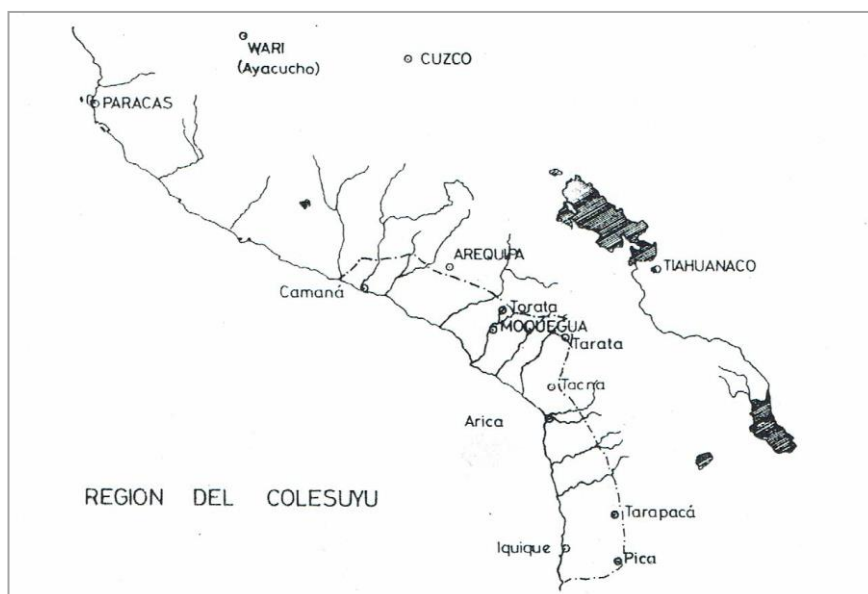 WARI
(Ayacucho)
CUZCO
PARACAS
AREQUIPA
TIAHUANACO
Camaná
Torata
MOQUEGUA
Tarata
Tacna
Arica
REGION DEL COLESUYU
Tarapacá
Iquique
Pica